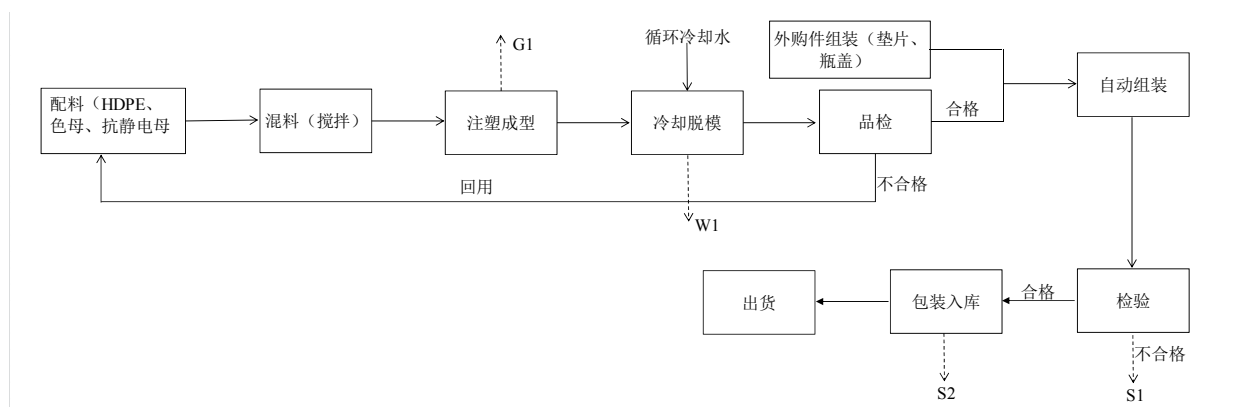 G1
循环冷却水
外购件组装（垫片、
瓶盖）
配料（HDPE、
色母、抗静电母
混料（搅拌）
注塑成型
冷却脱模
品检
合格
自动组装
回用
不合格
W1
出货
包装入库
合格
检验
不合格
S2
S1